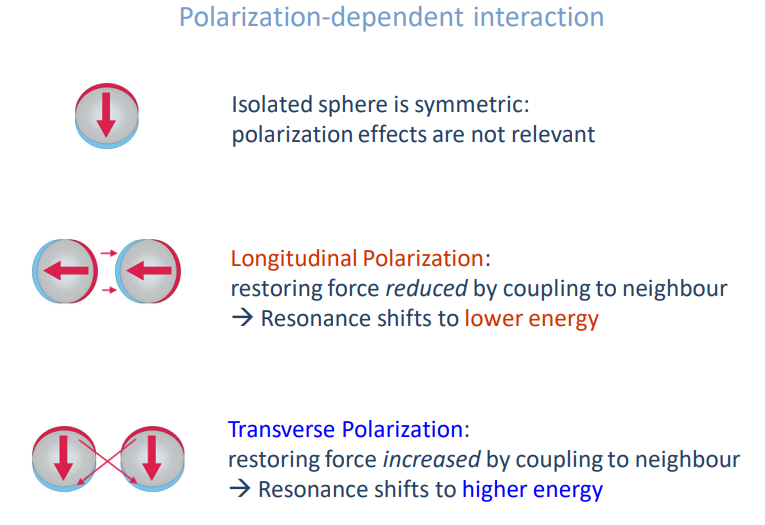 Polarization-dependent interaction
Isolated sphere is symmetric:
polarization effects are not relevant
Longitudinal Polarization:
restoring force reduced by coupling to neighbour
→ Resonance shifts to lower energy
Transverse Polarization:
restoring force increased by coupling to neighbour
→ Resonance shifts to higher energy